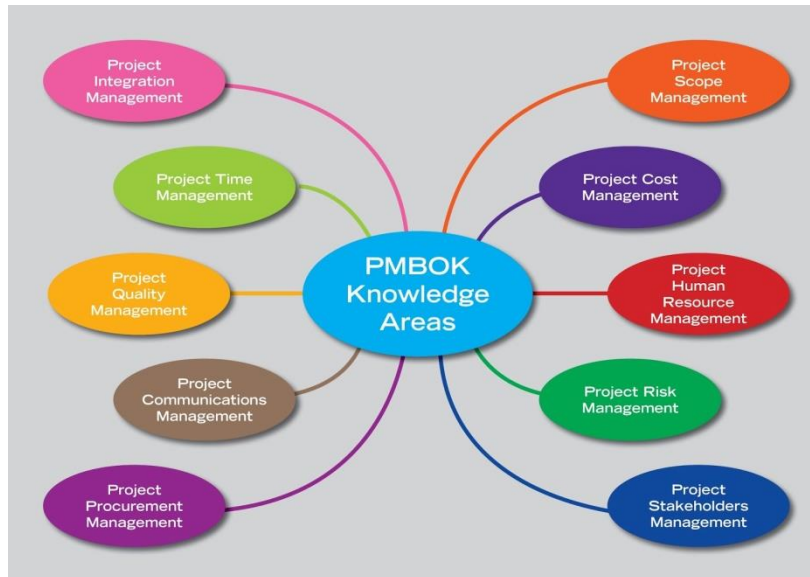 Project
Integration
Management
Project
Scope
Management
Project Time
Management
Project Cost
Management
PMBOK
Knowledge
Areas
Project
Quality
Management
Project
Human
Resource
Management
Project
Communications
Management
Project Risk
Management
Project
Procurement
Management
Project
Stakeholders
Management